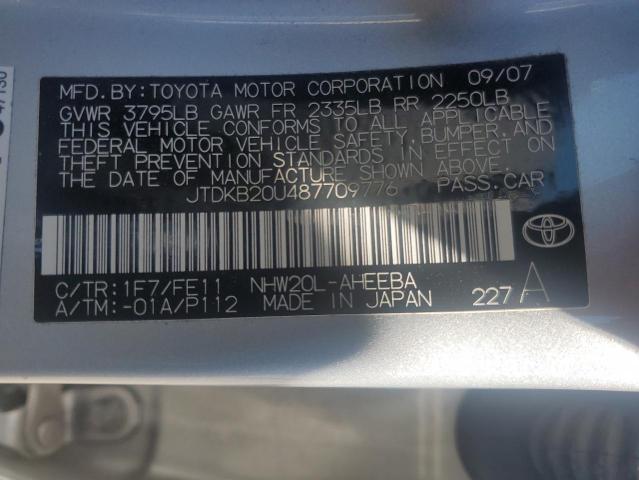 MFD.BY:TOYOTA MOTOR CORPORATION 09/07
GVWR 3795LB GAWR FR 2335LB RR 2250LB
THIS VEHICLE CONFORMS TO ALL APPLICABLE
FEDERAL MOTOR VEHICLE SAFETY,BUMPER,AND
THEFT PREVENTION STANDARDS IN EFFECT ON
THE DATE OF MANUFACTURE SHOWN ABOVE.
JTDKB20U487709776 PASS.CAR
C/TR:1F7/FE11 NHW20L-AHEEBA
A/TM:-01A/P112 MADE IN JAPAN 227 A